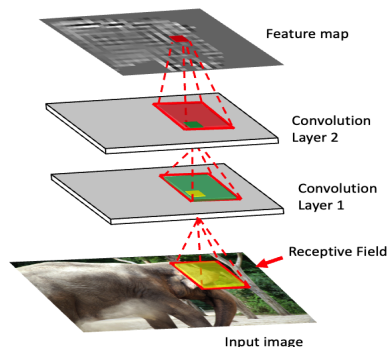 Feature map
Convolution
Layer 2
Convolution
Layer 1
Receptive Field
Input image